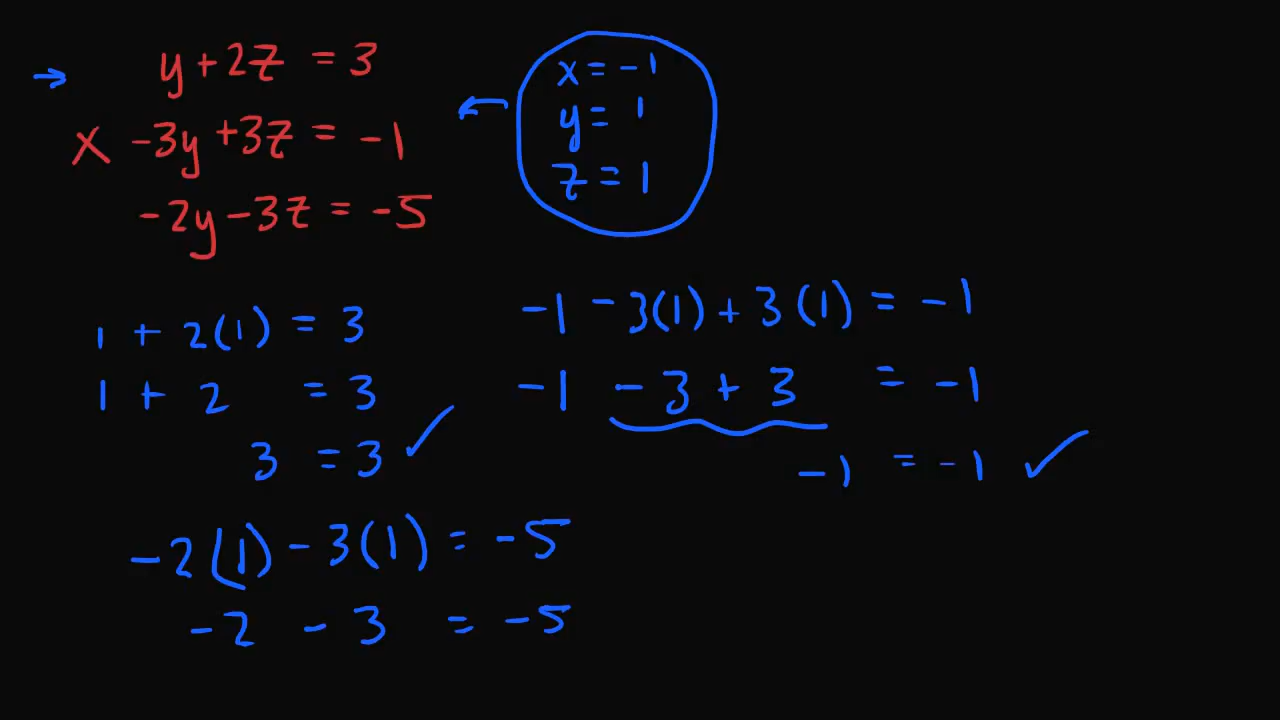 → y + 2z = 3
x - 3y + 3z = -1
-2y - 3z = -5
← x = -1
y = 1
z = 1
1 + 2(1) = 3
1 + 2 = 3
3 = 3 ✓
-1 - 3(1) + 3(1) = -1
-1 - 3 + 3 = -1
-1 = -1 ✓
-2(1) - 3(1) = -5
-2 - 3 = -5